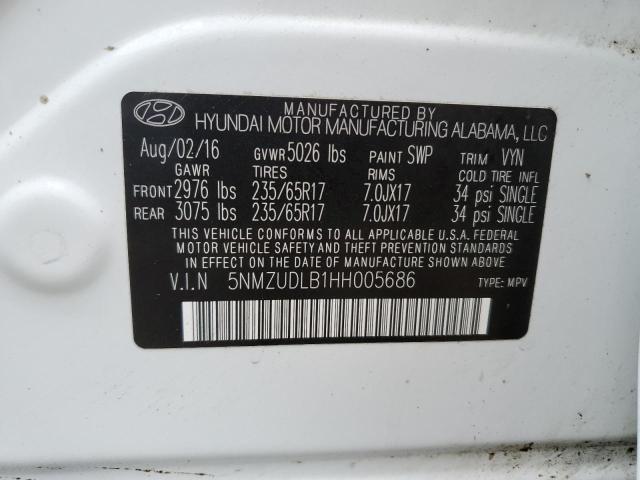 MANUFACTURED BY
HYUNDAI MOTOR MANUFACTURING ALABAMA, LLC
Aug/02/16 GVWR 5026 lbs PAINT SWP TRIM VYN
GAWR TIRES RIMS COLD TIRE INFL
FRONT 2976 lbs 235/65R17 7.0JX17 34 psi SINGLE
REAR 3075 lbs 235/65R17 7.0JX17 34 psi SINGLE
THIS VEHICLE CONFORMS TO ALL APPLICABLE U.S.A. FEDERAL
MOTOR VEHICLE SAFETY AND THEFT PREVENTION STANDARDS
IN EFFECT ON THE DATE OF MANUFACTURE SHOWN ABOVE.
V.I.N 5NMZUDLB1HH005686 TYPE: MPV